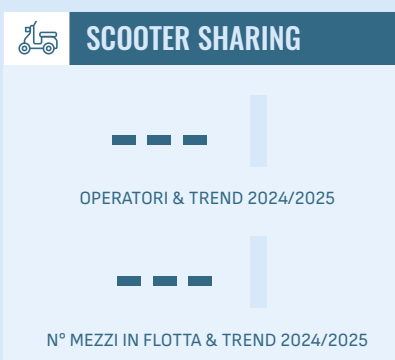 SCOOTER SHARING
---
OPERATORI & TREND 2024/2025
---
N° MEZZI IN FLOTTA & TREND 2024/2025